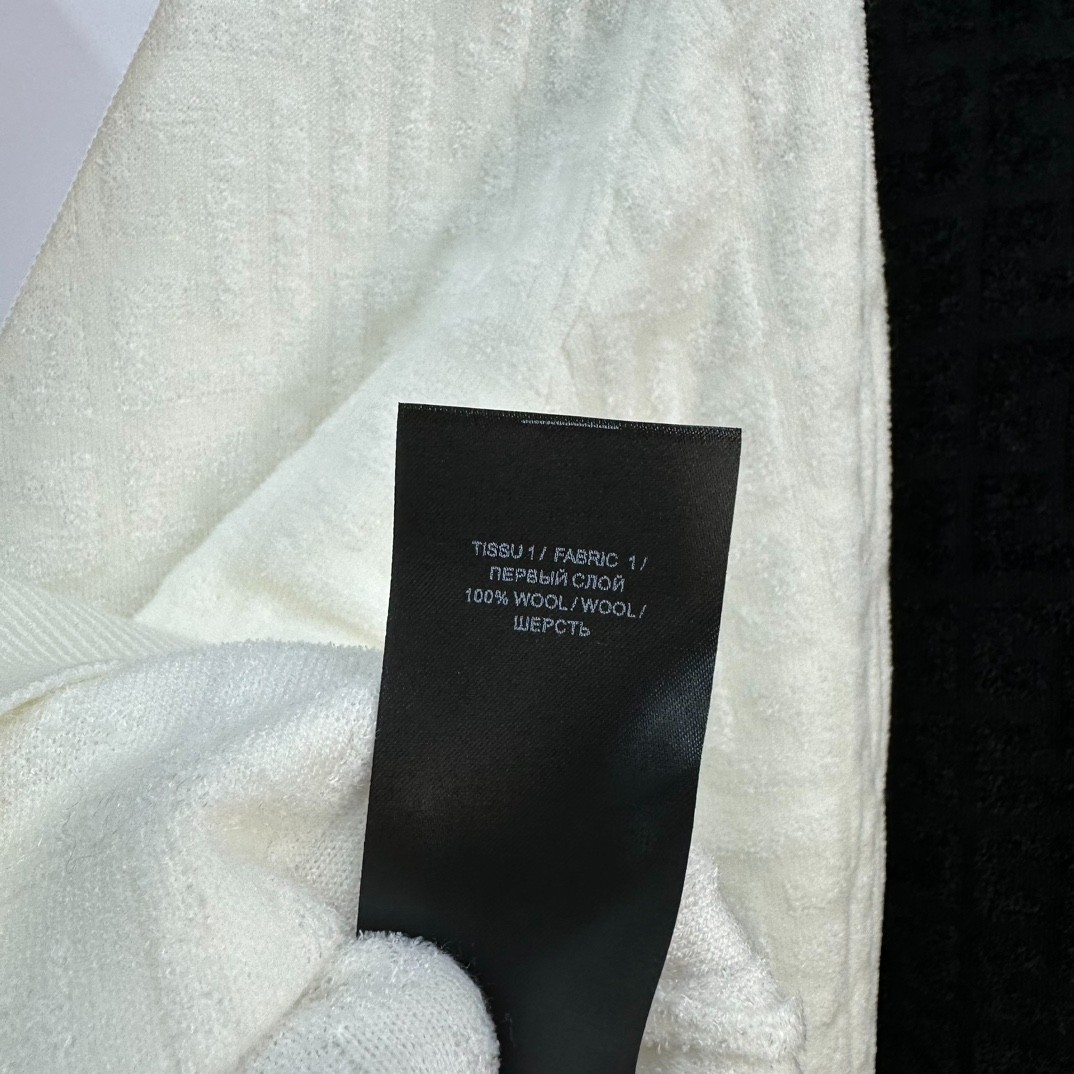 TISSU 1 / FABRIC 1 /
ПЕРВЫЙ СЛОЙ
100% WOOL / WOOL /
ШЕРСТЬ